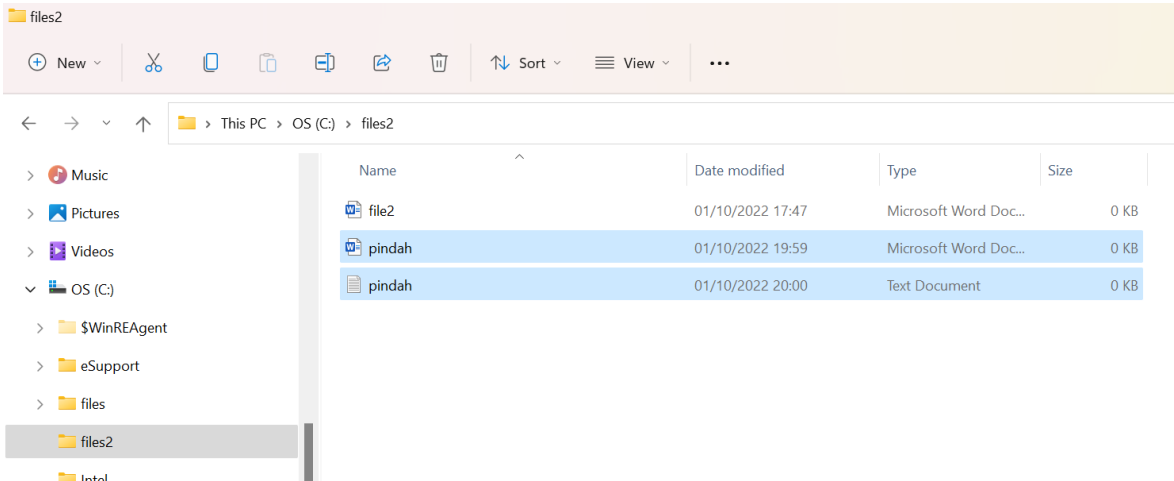 files2
New
Sort
View
This PC > OS (C:) > files2
Music
Pictures
Videos
OS (C:)
$WinREAgent
eSupport
files
files2
Intel
Name Date modified Type Size
file2 01/10/2022 17:47 Microsoft Word Doc... 0 KB
pindah 01/10/2022 19:59 Microsoft Word Doc... 0 KB
pindah 01/10/2022 20:00 Text Document 0 KB